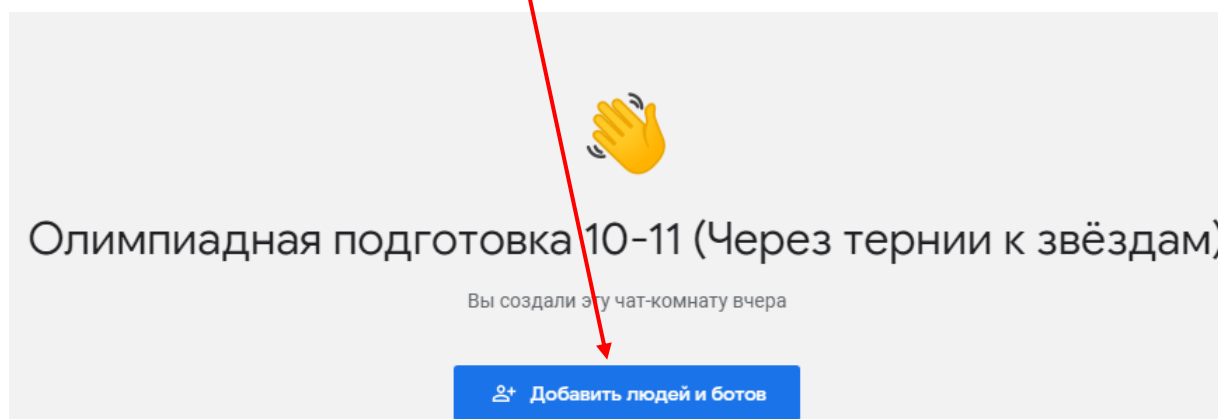 Олимпиадная подготовка 10-11 (Через тернии к звёздам)
Вы создали эту чат-комнату вчера
Добавить людей и ботов